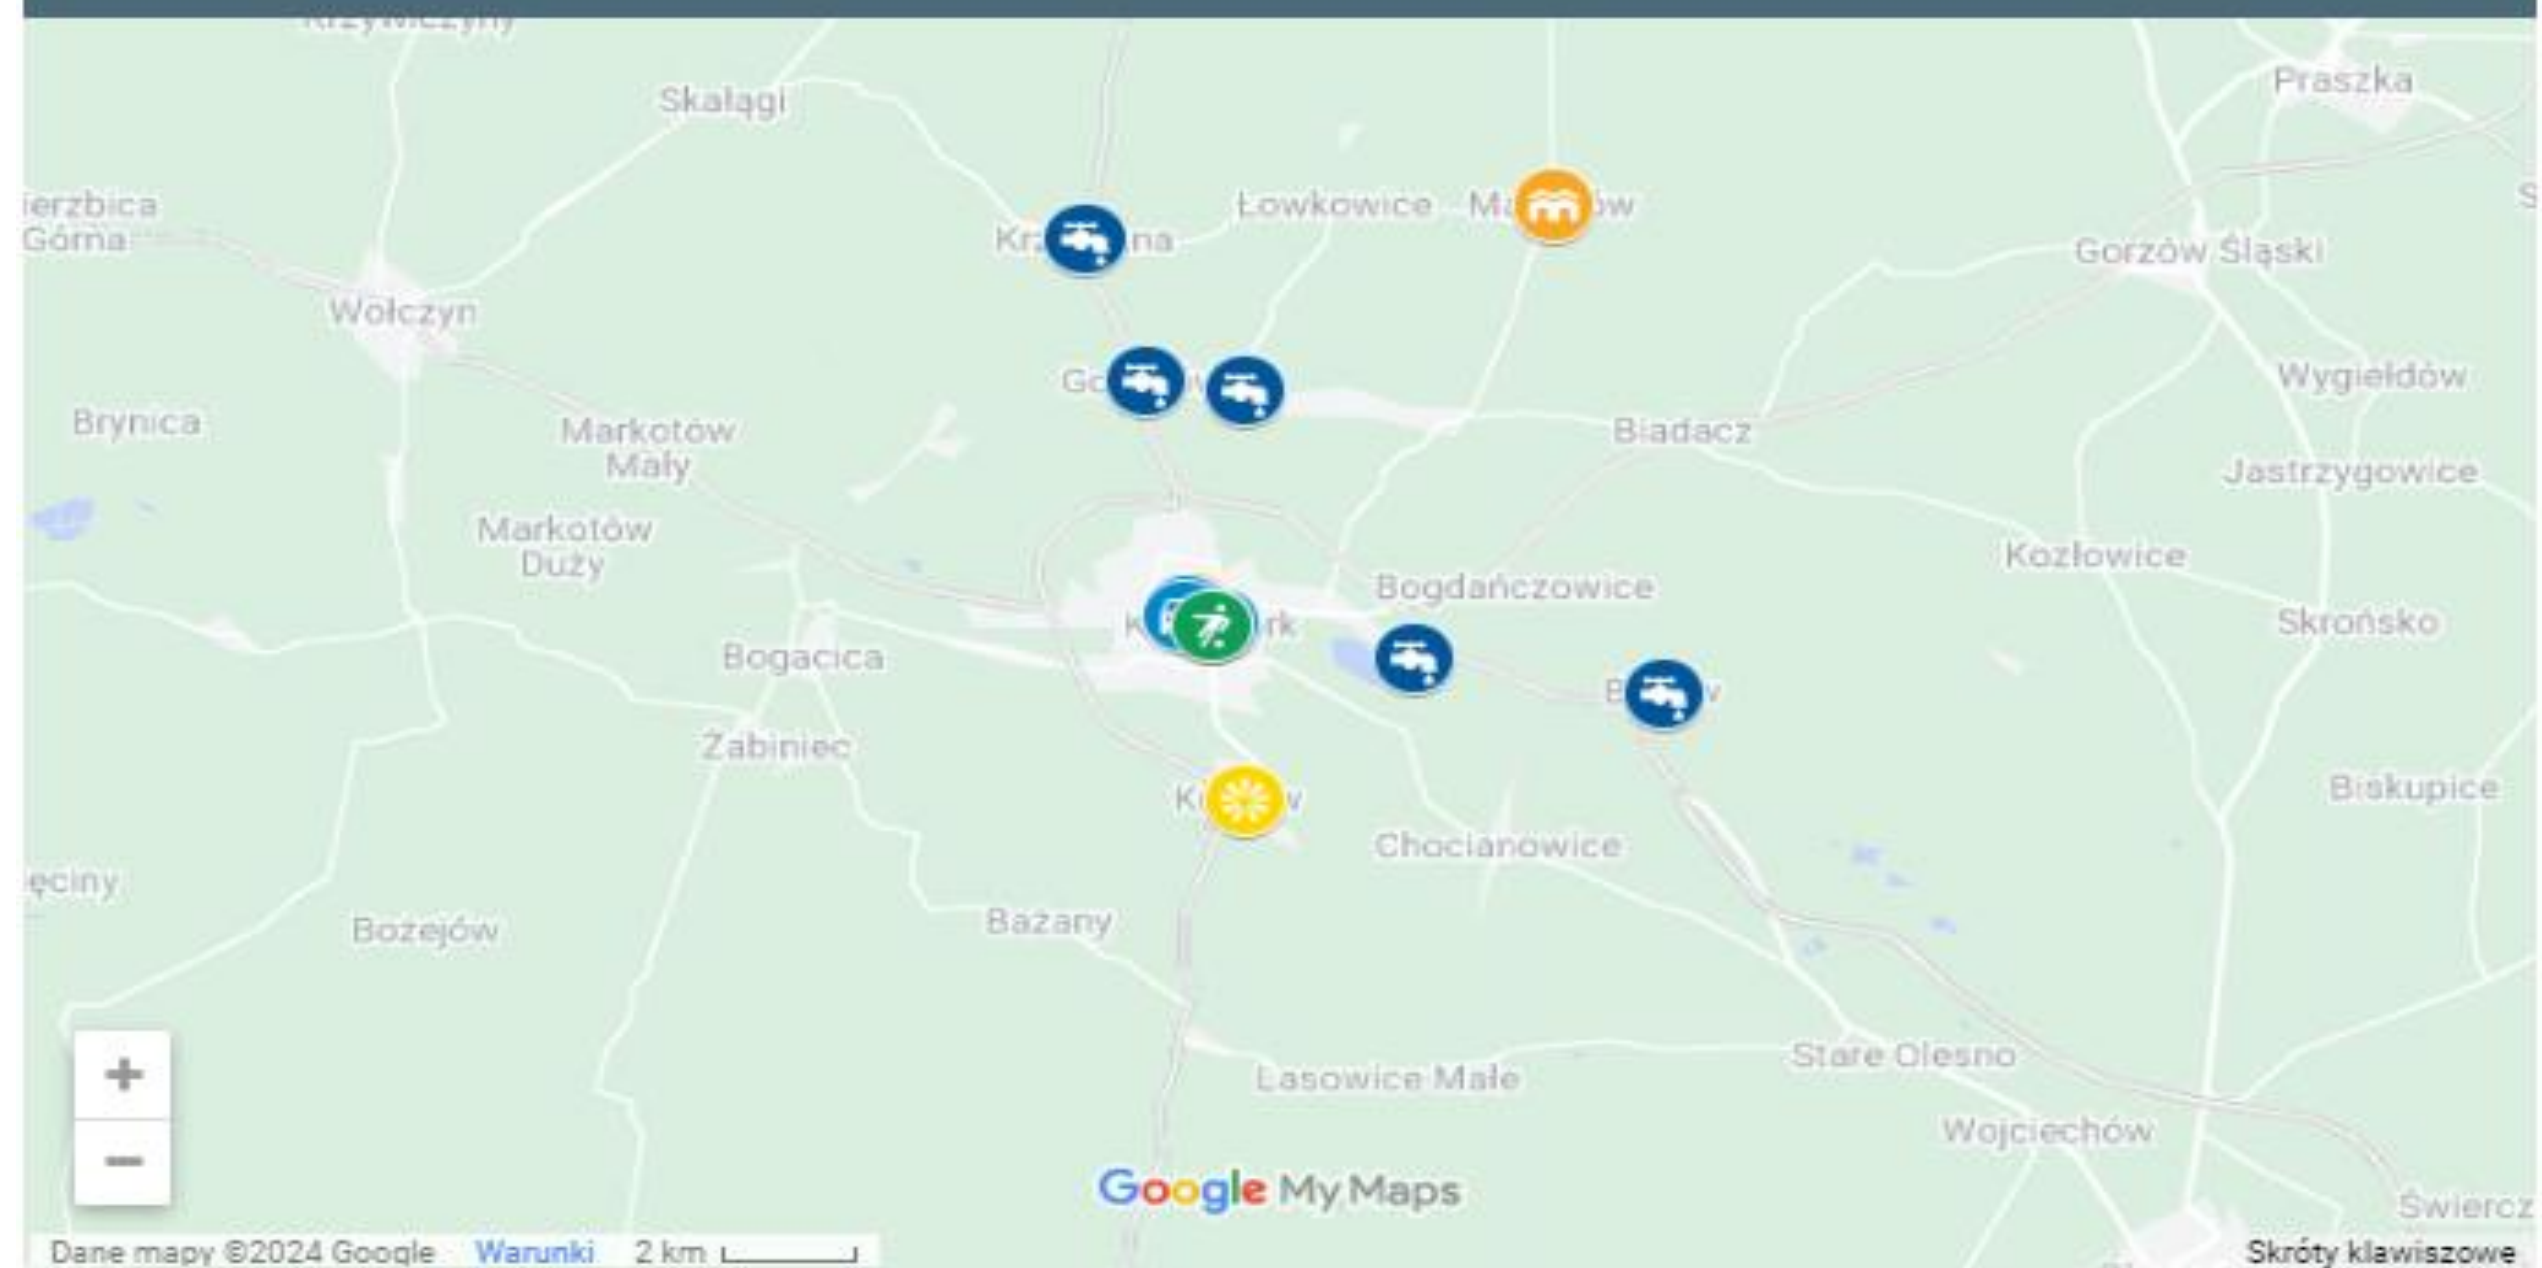 Skałągi
Praszka
ierzbica
Górna
Łowkowice
Gorzów Śląski
Wołczyn
Wygiełdów
Brynica
Markotów
Mały
Biadacz
Jastrzygowice
Markotów
Duży
Kozłowice
Bogdańczowice
Skrońsko
Bogacica
Żabiniec
Biskupice
Chocianowice
ęciny
Bażany
Bożejów
Stare Olesno
Lasowice Małe
Wojciechów
Google My Maps
Świercz
Dane mapy ©2024 Google Warunki 2 km
Skróty klawiszowe